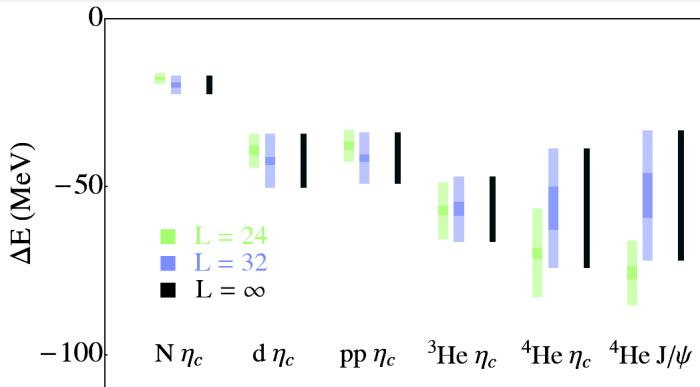 0
−50
−100
ΔE (MeV)
L = 24
L = 32
L = ∞
N η_c
d η_c
pp η_c
³He η_c
⁴He η_c
⁴He J/ψ